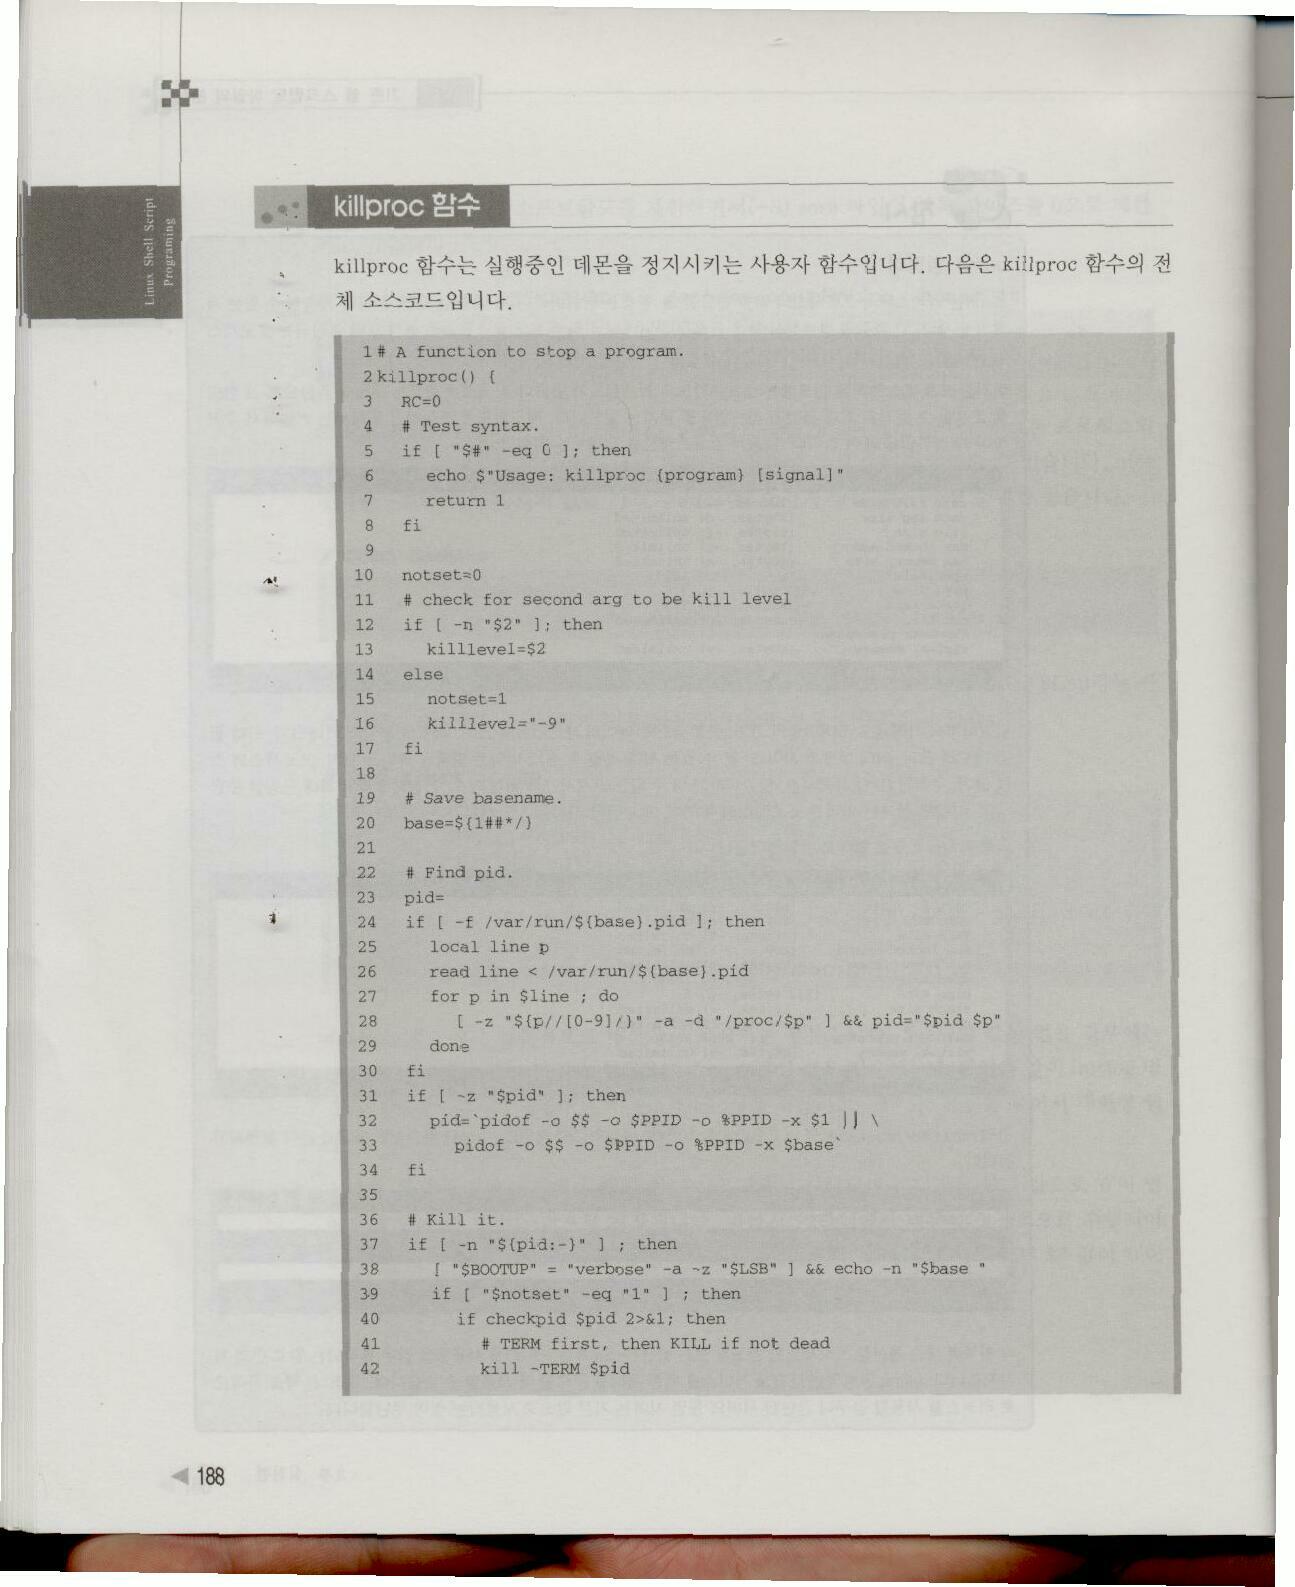 Linux Shell Script
Programing
killproc 함수
killproc 함수는 실행중인 데몬을 정지시키는 사용자 함수입니다. 다음은 killproc 함수의 전
체 소스코드입니다.
1 # A function to stop a program.
2 killproc() {
3 RC=0
4 # Test syntax.
5 if [ "$#" -eq 0 ]; then
6 echo $"Usage: killproc {program} [signal]"
7 return 1
8 fi
9
10 notset=0
11 # check for second arg to be kill level
12 if [ -n "$2" ]; then
13 killlevel=$2
14 else
15 notset=1
16 killlevel="-9"
17 fi
18
19 # Save basename.
20 base=${1##*/}
21
22 # Find pid.
23 pid=
24 if [ -f /var/run/${base}.pid ]; then
25 local line p
26 read line < /var/run/${base}.pid
27 for p in $line ; do
28 [ -z "${p//[0-9]/}" -a -d "/proc/$p" ] && pid="$pid $p"
29 done
30 fi
31 if [ -z "$pid" ]; then
32 pid=`pidof -o $$ -o $PPID -o %PPID -x $1 || \
33 pidof -o $$ -o $PPID -o %PPID -x $base`
34 fi
35
36 # Kill it.
37 if [ -n "${pid:-}" ] ; then
38 [ "$BOOTUP" = "verbose" -a -z "$LSB" ] && echo -n "$base "
39 if [ "$notset" -eq "1" ] ; then
40 if checkpid $pid 2>&1; then
41 # TERM first, then KILL if not dead
42 kill -TERM $pid
188